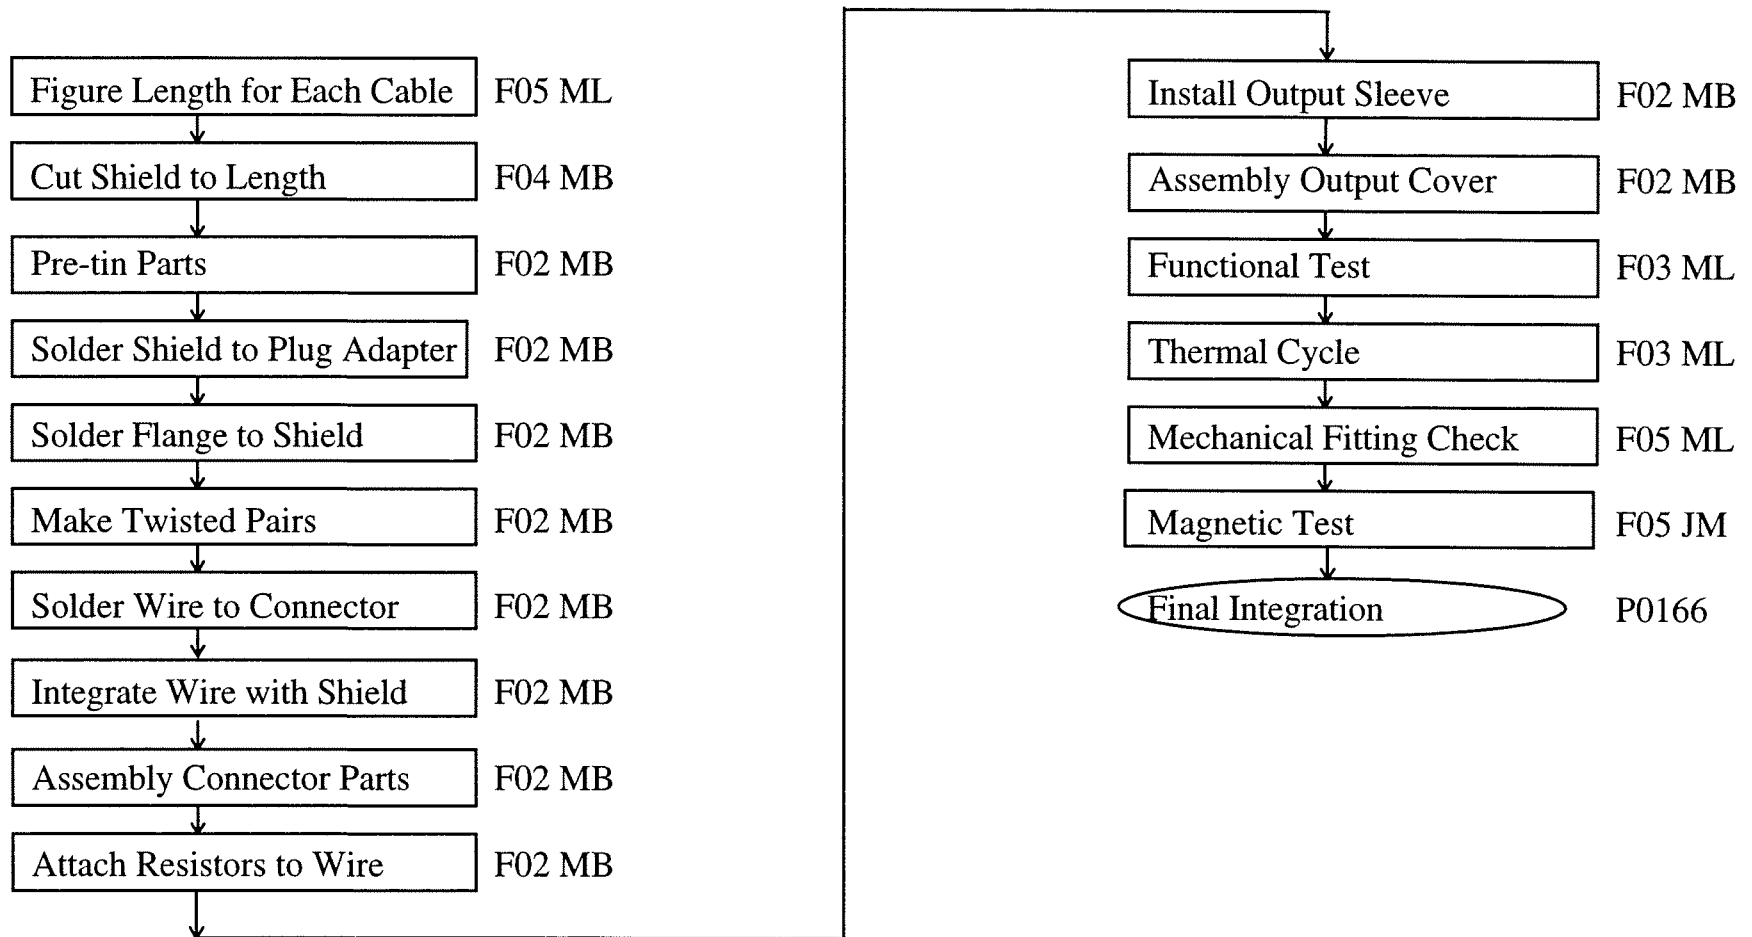 Figure Length for Each Cable F05 ML
Cut Shield to Length F04 MB
Pre-tin Parts F02 MB
Solder Shield to Plug Adapter F02 MB
Solder Flange to Shield F02 MB
Make Twisted Pairs F02 MB
Solder Wire to Connector F02 MB
Integrate Wire with Shield F02 MB
Assembly Connector Parts F02 MB
Attach Resistors to Wire F02 MB
Install Output Sleeve F02 MB
Assembly Output Cover F02 MB
Functional Test F03 ML
Thermal Cycle F03 ML
Mechanical Fitting Check F05 ML
Magnetic Test F05 JM
Final Integration P0166